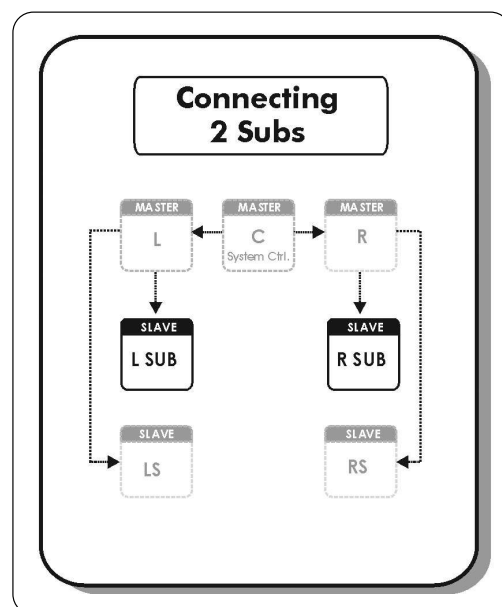 Connecting
2 Subs
MASTER MASTER MASTER
L C R
System Ctrl.
SLAVE SLAVE
L SUB R SUB
SLAVE SLAVE
LS RS